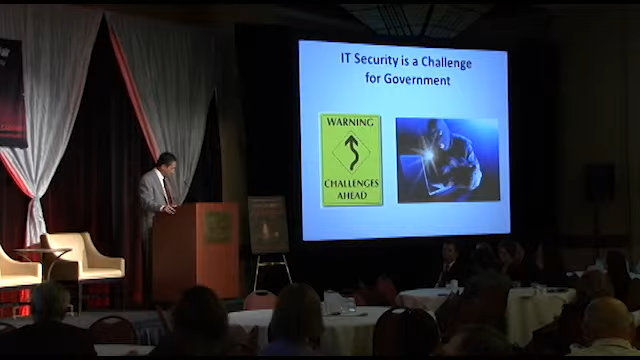 IT Security is a Challenge
for Government
WARNING
CHALLENGES
AHEAD